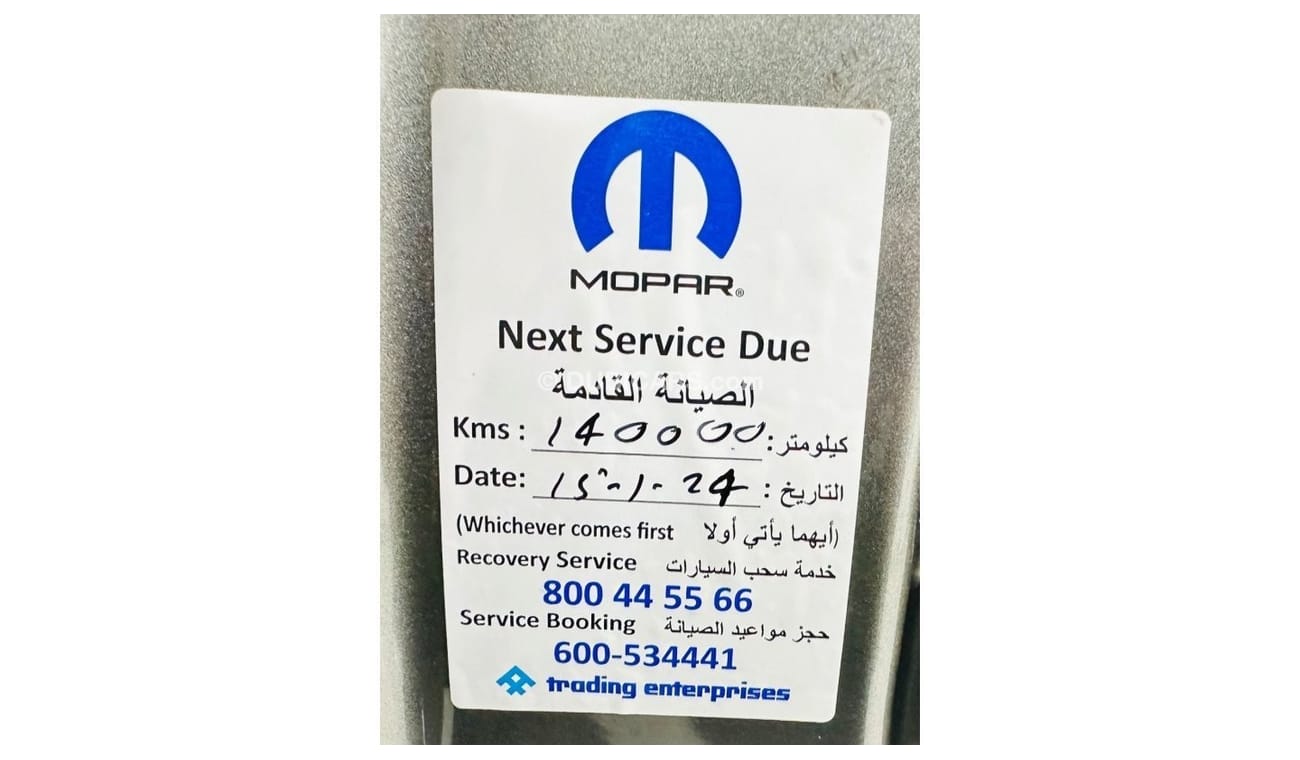 MOPAR®
Next Service Due
الصيانة القادمة
Kms : 140000 كيلومتر:
Date: 15-1-24 التاريخ :
(Whichever comes first أيهما يأتي أولا)
Recovery Service خدمة سحب السيارات
800 44 55 66
Service Booking حجز مواعيد الصيانة
600-534441
trading enterprises